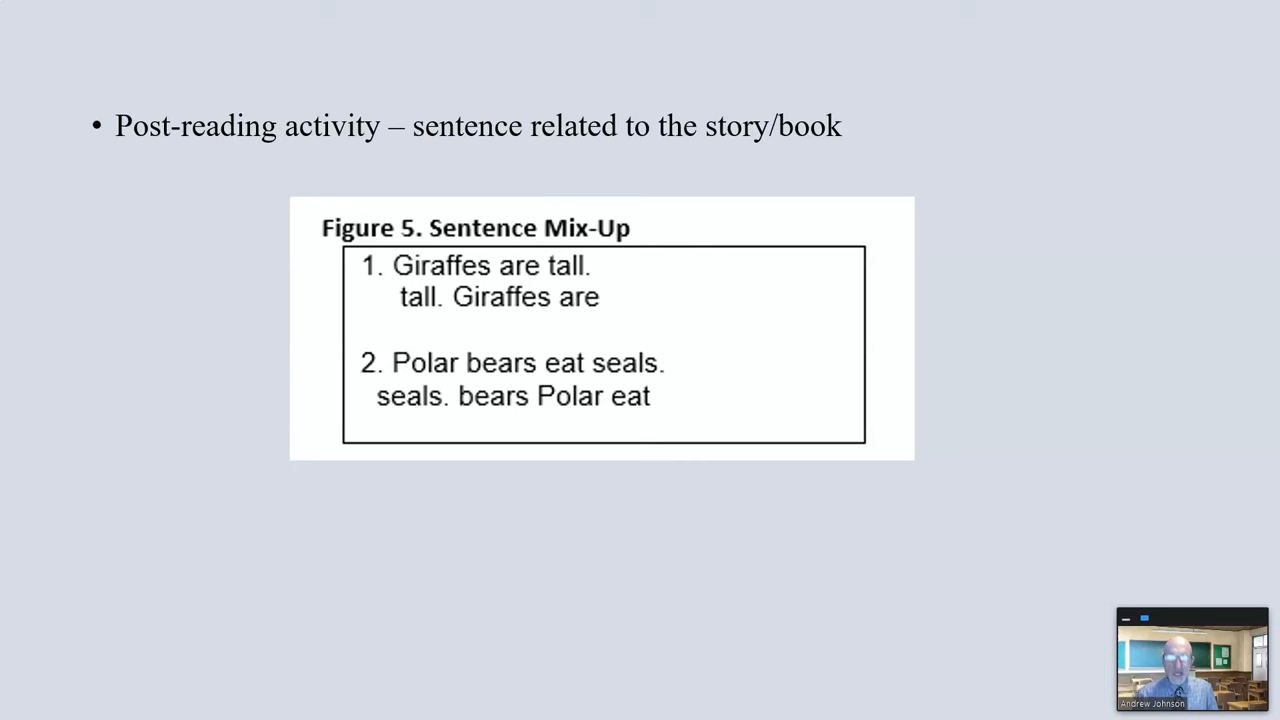 • Post-reading activity – sentence related to the story/book
Figure 5. Sentence Mix-Up
1. Giraffes are tall.
tall. Giraffes are
2. Polar bears eat seals.
seals. bears Polar eat
Andrew Johnson